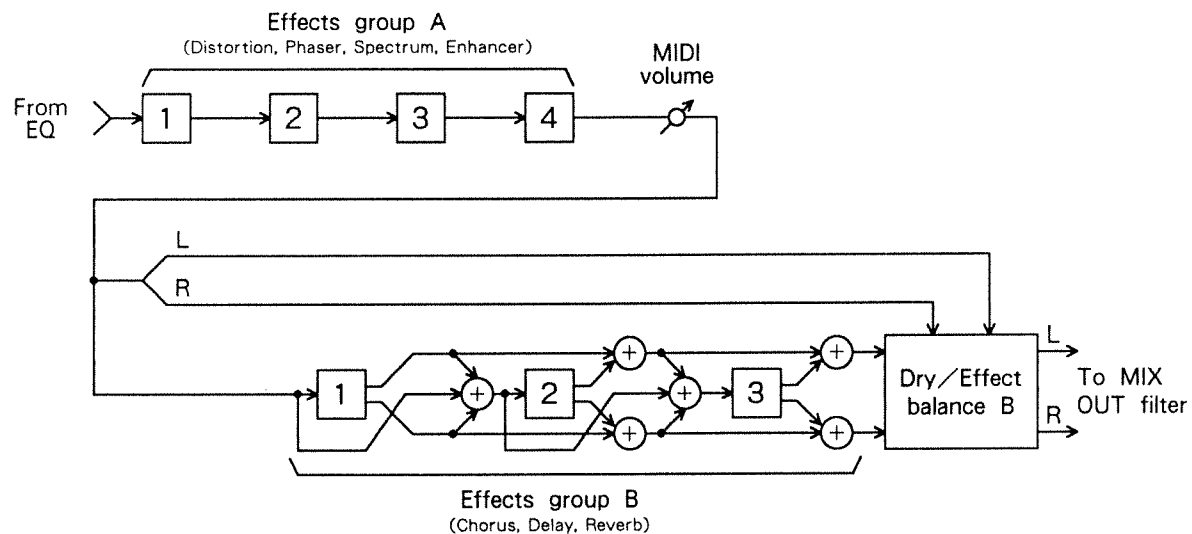 Effects group A
(Distortion, Phaser, Spectrum, Enhancer)
MIDI
volume
From
EQ
1
2
3
4
L
R
1
+
2
+
+
+
3
+
+
Dry/Effect
balance B
L
R
To MIX
OUT filter
Effects group B
(Chorus, Delay, Reverb)